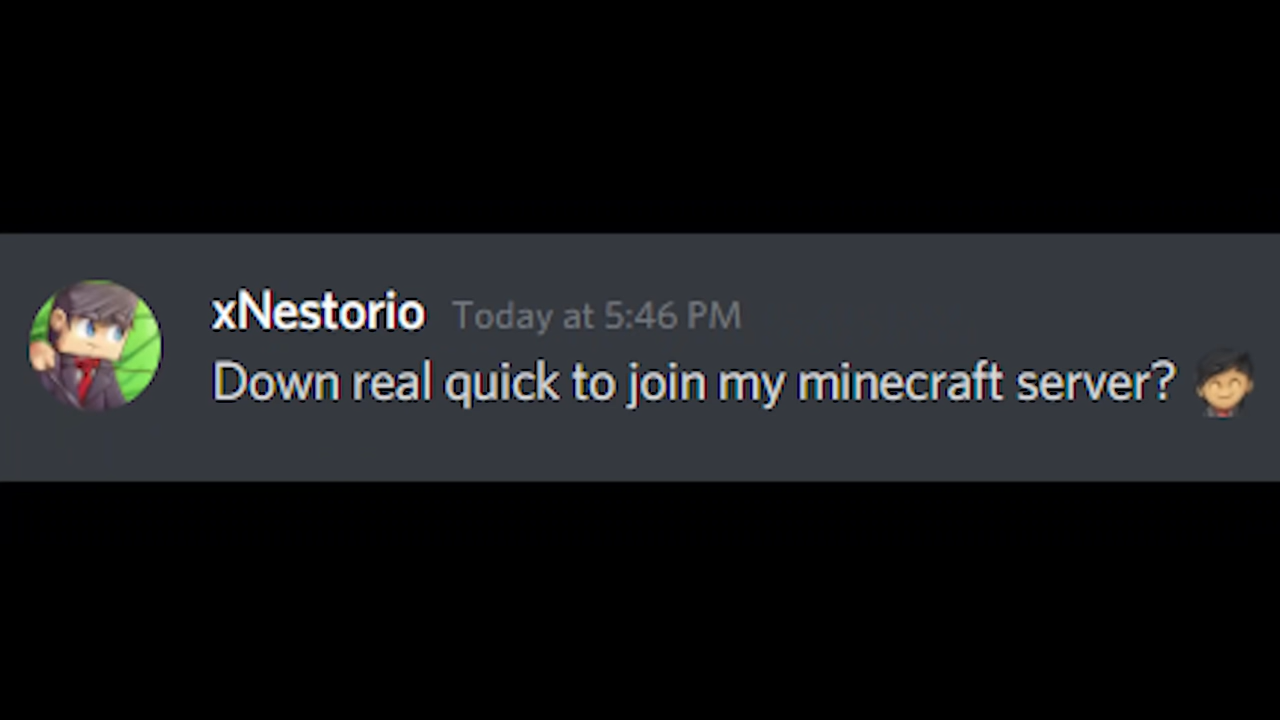 xNestorio Today at 5:46 PM
Down real quick to join my minecraft server?